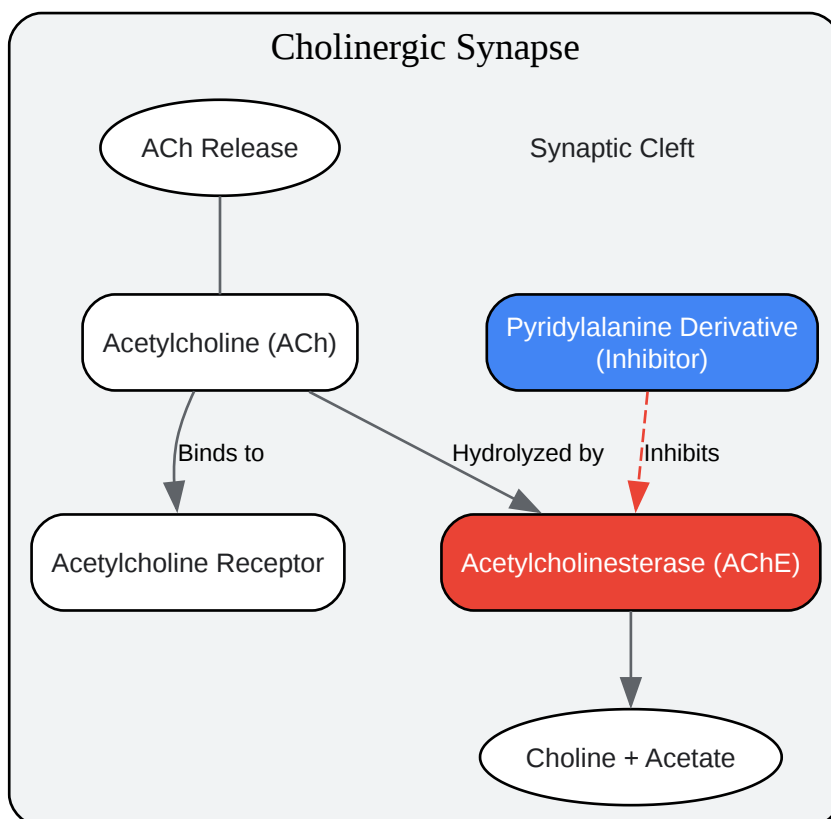 Cholinergic Synapse
ACh Release
Synaptic Cleft
Acetylcholine (ACh)
Pyridylalanine Derivative
(Inhibitor)
Binds to
Hydrolyzed by
Inhibits
Acetylcholine Receptor
Acetylcholinesterase (AChE)
Choline + Acetate